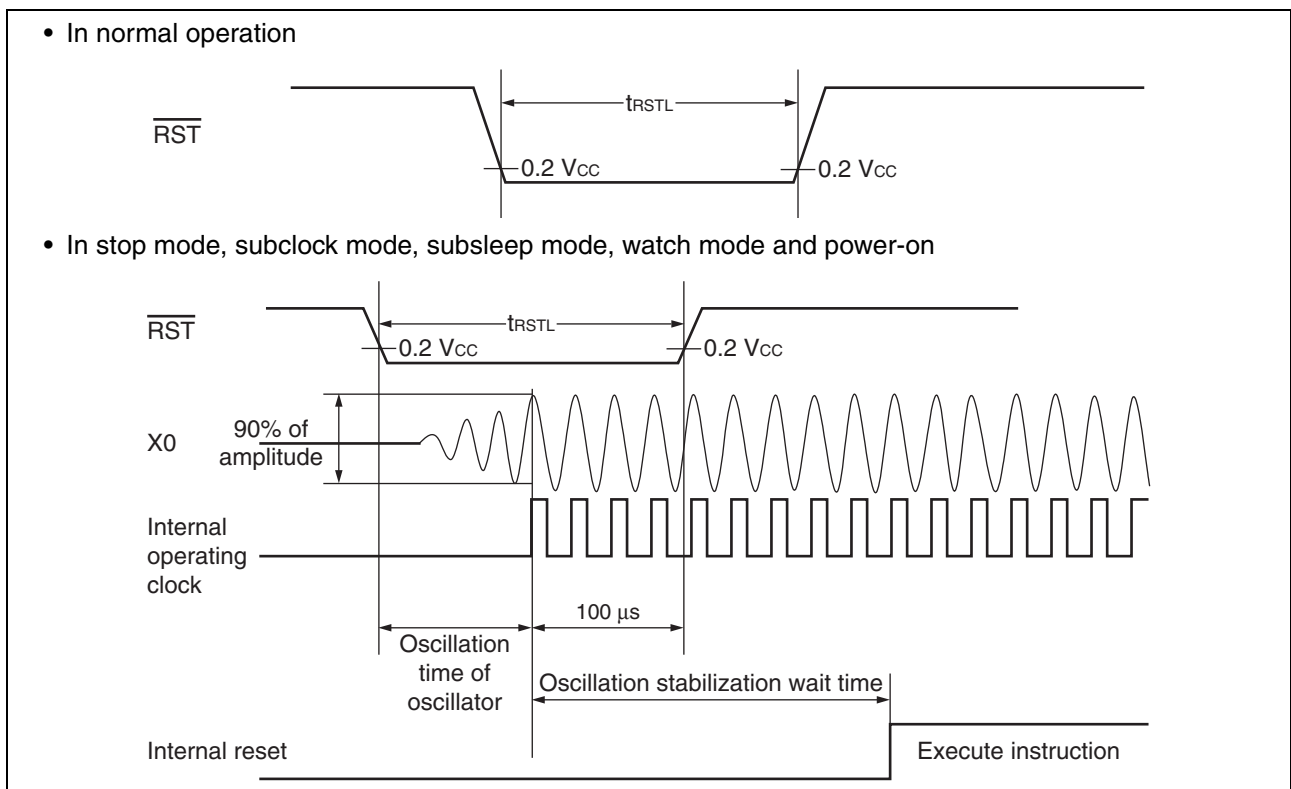 • In normal operation
tRSTL
RST
0.2 VCC
0.2 VCC
• In stop mode, subclock mode, subsleep mode, watch mode and power-on
RST
tRSTL
0.2 VCC
0.2 VCC
X0
90% of
amplitude
Internal
operating
clock
100 μs
Oscillation
time of
oscillator
Oscillation stabilization wait time
Internal reset
Execute instruction